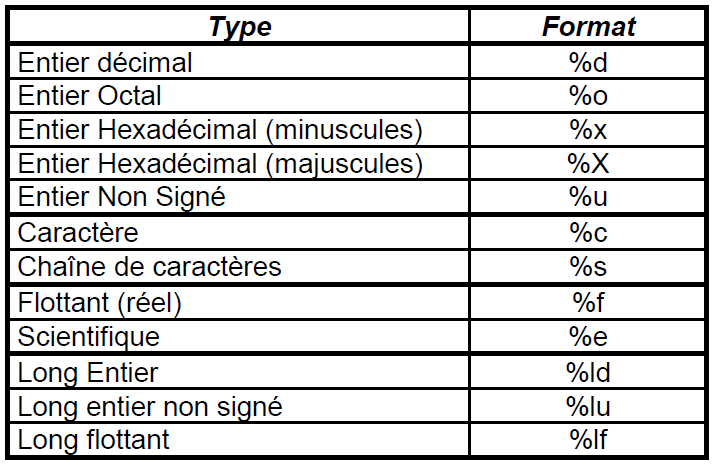 Type Format
Entier décimal %d
Entier Octal %o
Entier Hexadécimal (minuscules) %x
Entier Hexadécimal (majuscules) %X
Entier Non Signé %u
Caractère %c
Chaîne de caractères %s
Flottant (réel) %f
Scientifique %e
Long Entier %ld
Long entier non signé %lu
Long flottant %lf